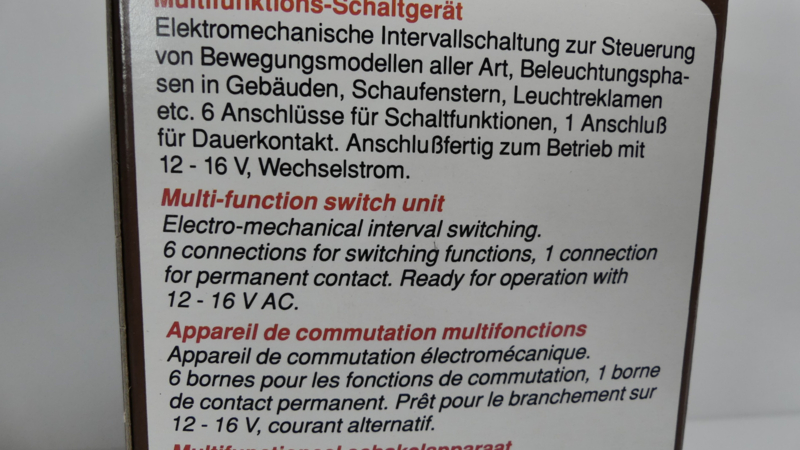 Multifunktions-Schaltgerät
Elektromechanische Intervallschaltung zur Steuerung
von Bewegungsmodellen aller Art, Beleuchtungspha-
sen in Gebäuden, Schaufenstern, Leuchtreklamen
etc. 6 Anschlüsse für Schaltfunktionen, 1 Anschluß
für Dauerkontakt. Anschlußfertig zum Betrieb mit
12 - 16 V, Wechselstrom.
Multi-function switch unit
Electro-mechanical interval switching.
6 connections for switching functions, 1 connection
for permanent contact. Ready for operation with
12 - 16 V AC.
Appareil de commutation multifonctions
Appareil de commutation électromécanique.
6 bornes pour les fonctions de commutation, 1 borne
de contact permanent. Prêt pour le branchement sur
12 - 16 V, courant alternatif.
Multifunctioneel schakelapparaat